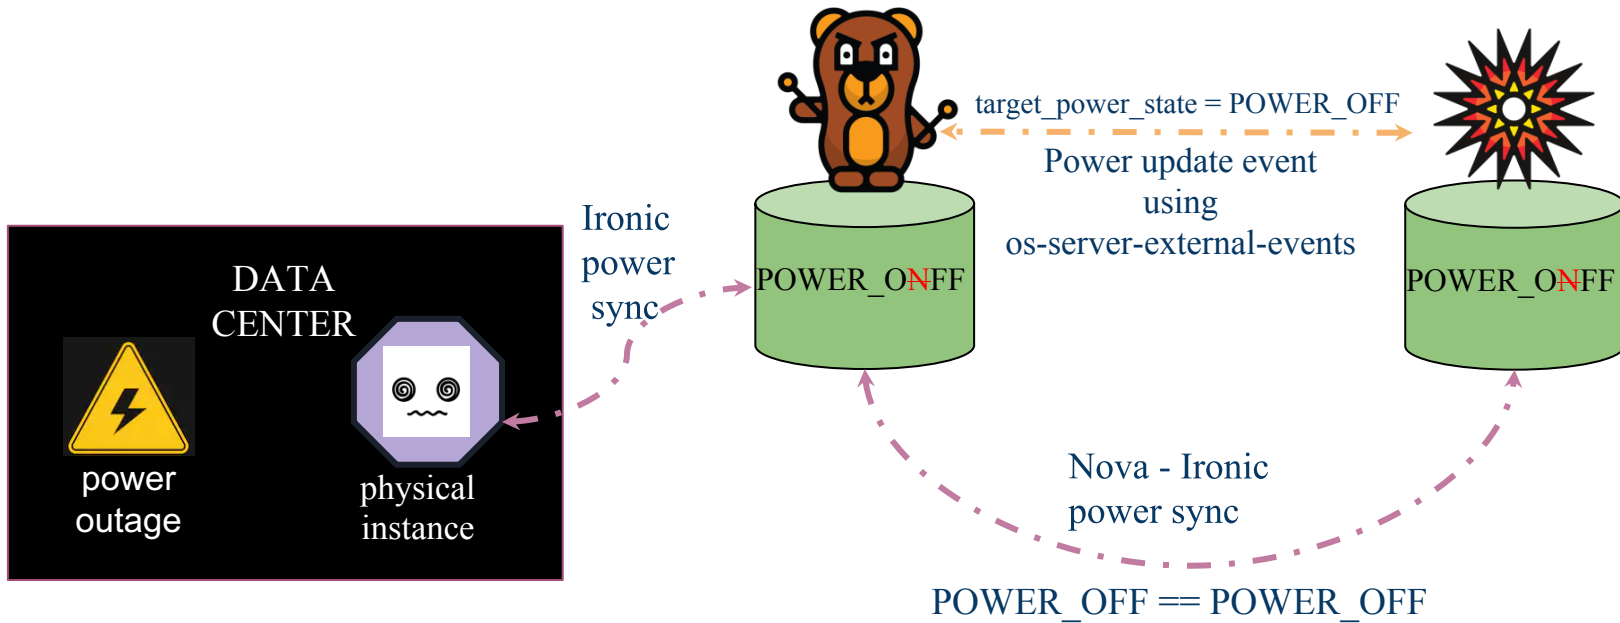 DATA
CENTER
power
outage
physical
instance
Ironic
power
sync
POWER_ONFF
target_power_state = POWER_OFF
Power update event
using
os-server-external-events
POWER_ONFF
Nova - Ironic
power sync
POWER_OFF == POWER_OFF